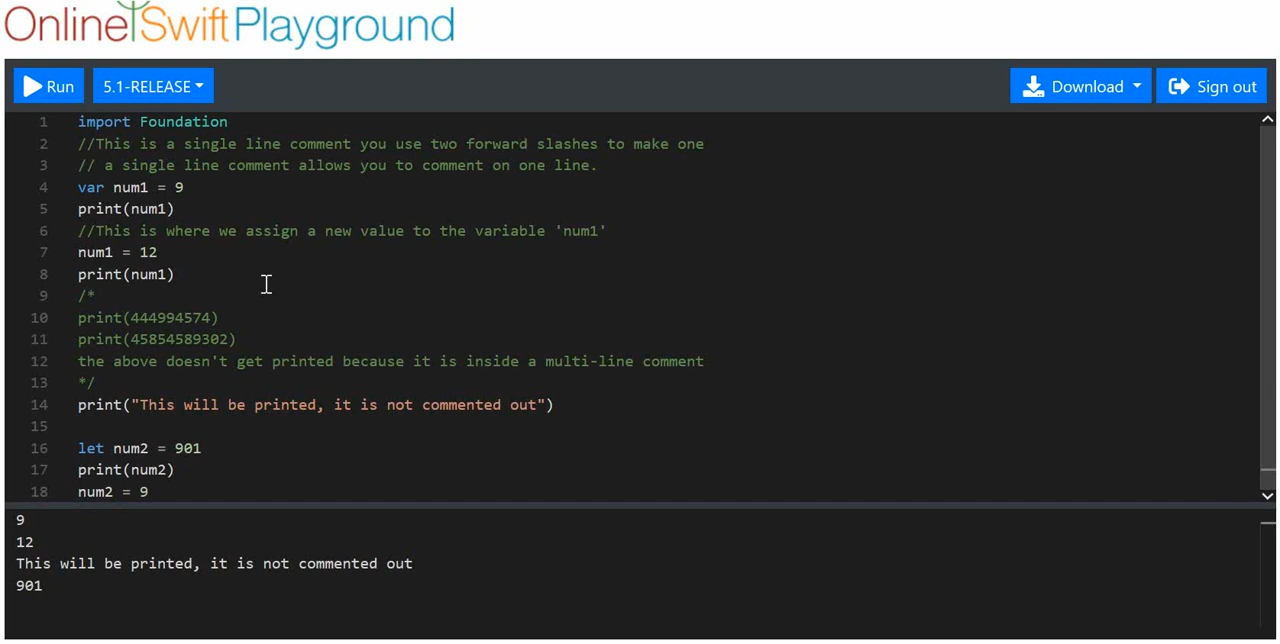 Online Swift Playground
Run 5.1-RELEASE Download Sign out
1 import Foundation
2 //This is a single line comment you use two forward slashes to make one
3 // a single line comment allows you to comment on one line.
4 var num1 = 9
5 print(num1)
6 //This is where we assign a new value to the variable 'num1'
7 num1 = 12
8 print(num1)
9 /*
10 print(444994574)
11 print(45854589302)
12 the above doesn't get printed because it is inside a multi-line comment
13 */
14 print("This will be printed, it is not commented out")
15
16 let num2 = 901
17 print(num2)
18 num2 = 9
9
12
This will be printed, it is not commented out
901